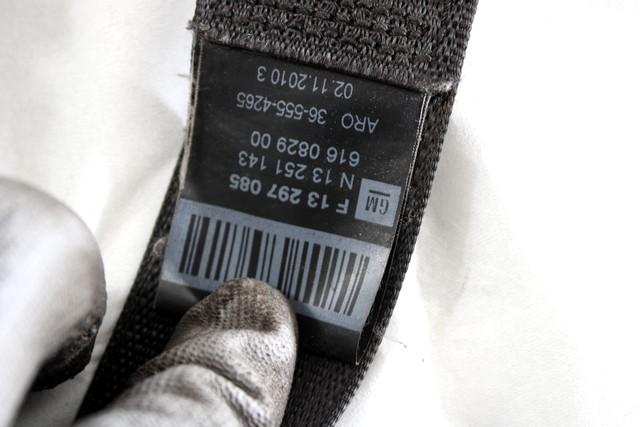 GM
F 13 297 085
N 13 251 143
616 0829 00
ARO 36-555-4265
02.11.2010 3